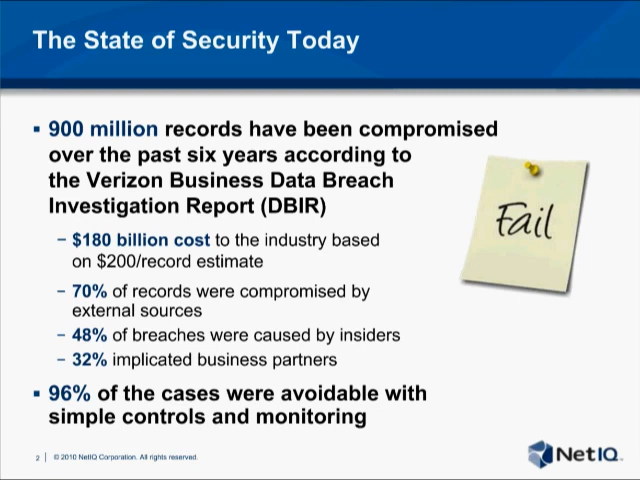 The State of Security Today
▪ 900 million records have been compromised
over the past six years according to
the Verizon Business Data Breach
Investigation Report (DBIR)
Fail
– $180 billion cost to the industry based
on $200/record estimate
– 70% of records were compromised by
external sources
– 48% of breaches were caused by insiders
– 32% implicated business partners
▪ 96% of the cases were avoidable with
simple controls and monitoring
2 | © 2010 NetIQ Corporation. All rights reserved.
NetIQ